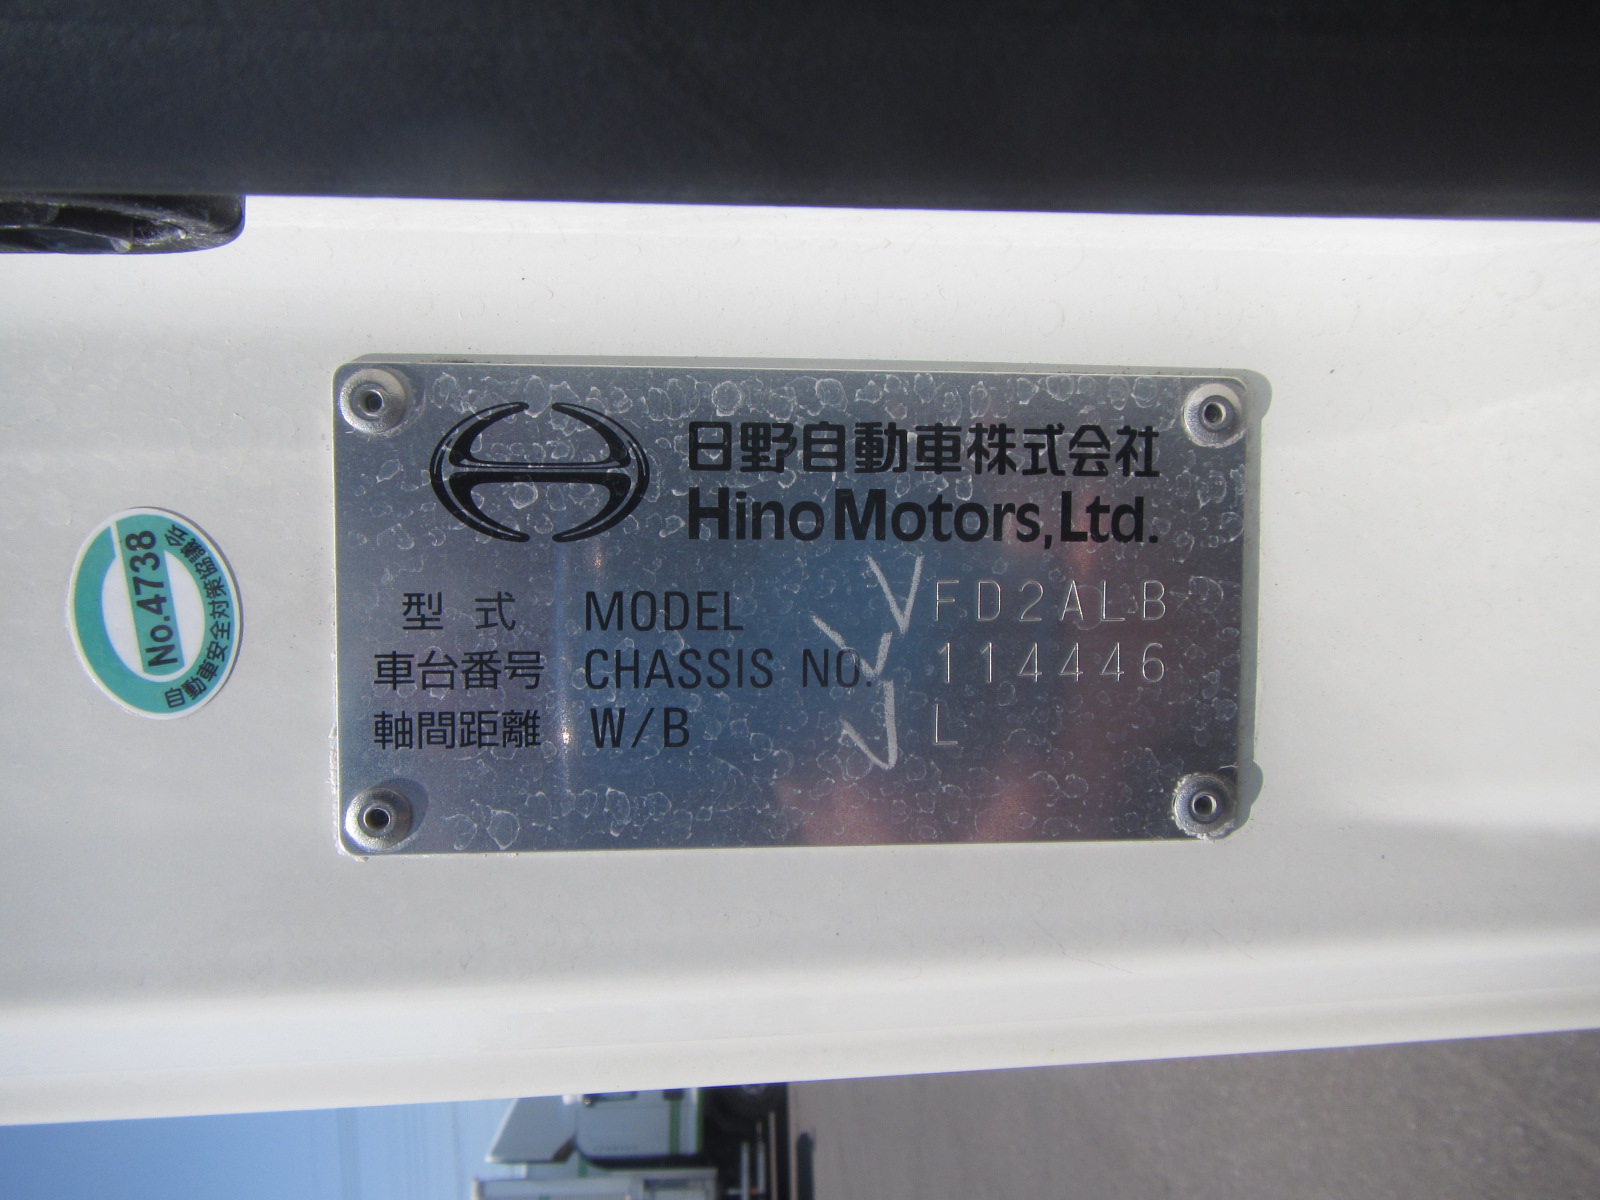 日野自動車株式会社
Hino Motors, Ltd.
型 式 MODEL FD2ALB
車台番号 CHASSIS NO. 114446
軸間距離 W/B L
No.4738
自動車安全対策協議会